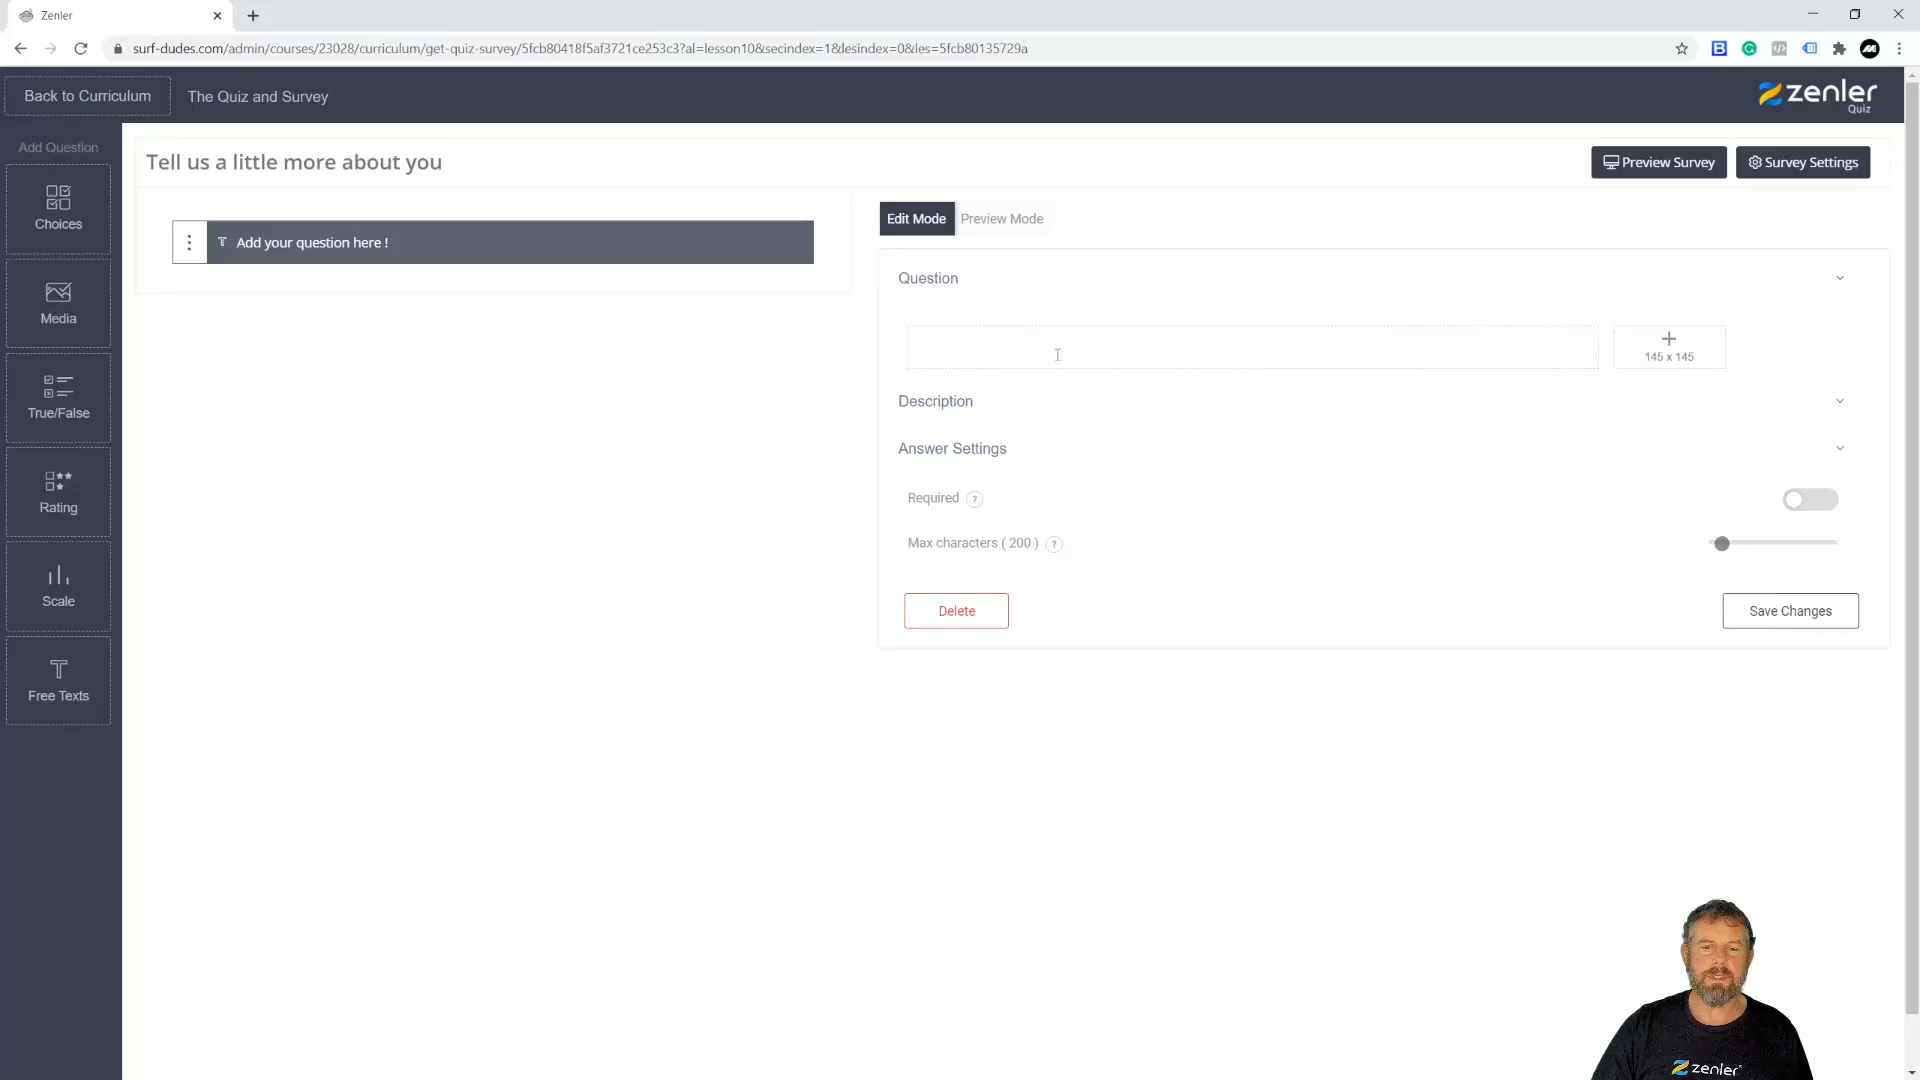 Zenler
surf-dudes.com/admin/courses/23028/curriculum/get-quiz-survey/5fcb80418f5af3721ce253c3?al=lesson10&secindex=1&lesindex=0&les=5fcb80135729a
Back to Curriculum
The Quiz and Survey
zenler
Quiz
Add Question
Choices
Media
True/False
Rating
Scale
Free Texts
Tell us a little more about you
Preview Survey
Survey Settings
T Add your question here !
Edit Mode
Preview Mode
Question
145 x 145
Description
Answer Settings
Required ?
Max characters ( 200 ) ?
Delete
Save Changes
zenler